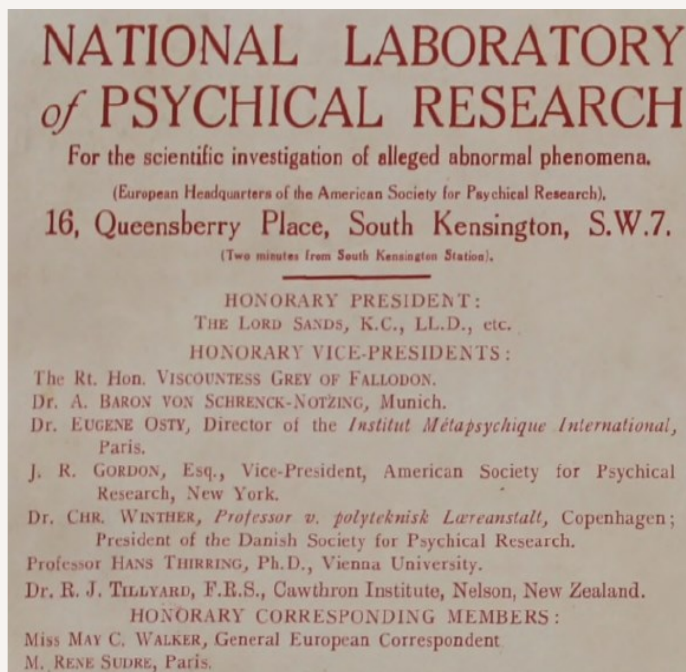 NATIONAL LABORATORY
of PSYCHICAL RESEARCH
For the scientific investigation of alleged abnormal phenomena.
(European Headquarters of the American Society for Psychical Research),
16, Queensberry Place, South Kensington, S.W.7.
(Two minutes from South Kensington Station).
HONORARY PRESIDENT:
THE LORD SANDS, K.C., LL.D., etc.
HONORARY VICE-PRESIDENTS:
The Rt. Hon. VISCOUNTESS GREY OF FALLODON.
Dr. A. BARON VON SCHRENCK-NOTZING, Munich.
Dr. EUGENE OSTY, Director of the Institut Métapsychique International,
Paris.
J. R. GORDON, Esq., Vice-President, American Society for Psychical
Research, New York.
Dr. CHR. WINTHER, Professor v. polyteknisk Læreanstalt, Copenhagen;
President of the Danish Society for Psychical Research.
Professor HANS THIRRING, Ph.D., Vienna University.
Dr. R. J. TILLYARD, F.R.S., Cawthron Institute, Nelson, New Zealand.
HONORARY CORRESPONDING MEMBERS:
Miss MAY C. WALKER, General European Correspondent
M. RENE SUDRE, Paris.